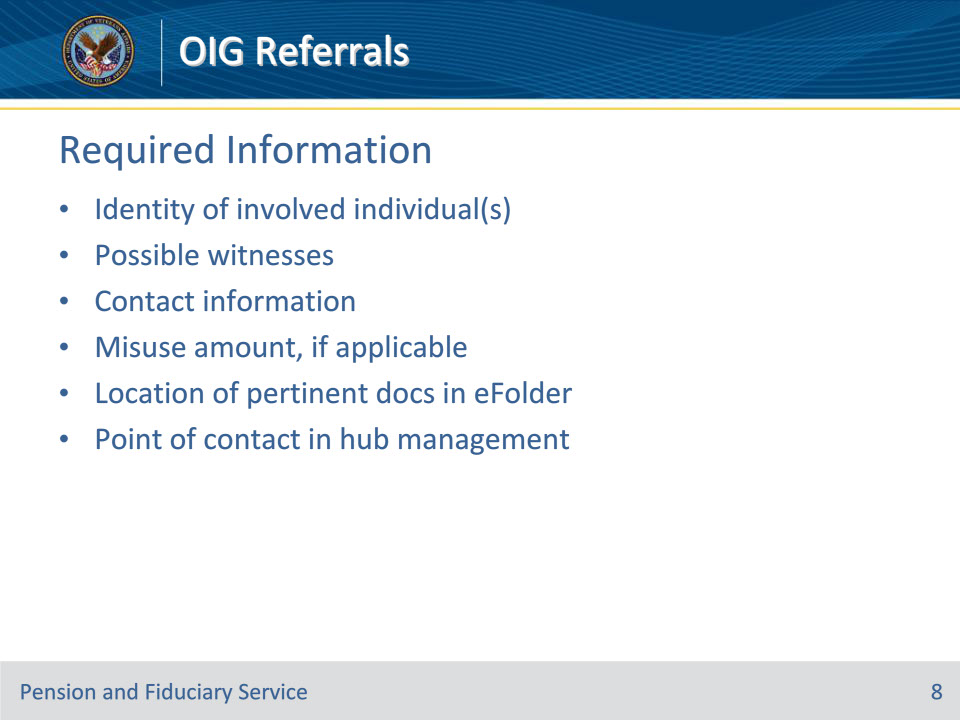 OIG Referrals
Required Information
• Identity of involved individual(s)
• Possible witnesses
• Contact information
• Misuse amount, if applicable
• Location of pertinent docs in eFolder
• Point of contact in hub management
Pension and Fiduciary Service
8